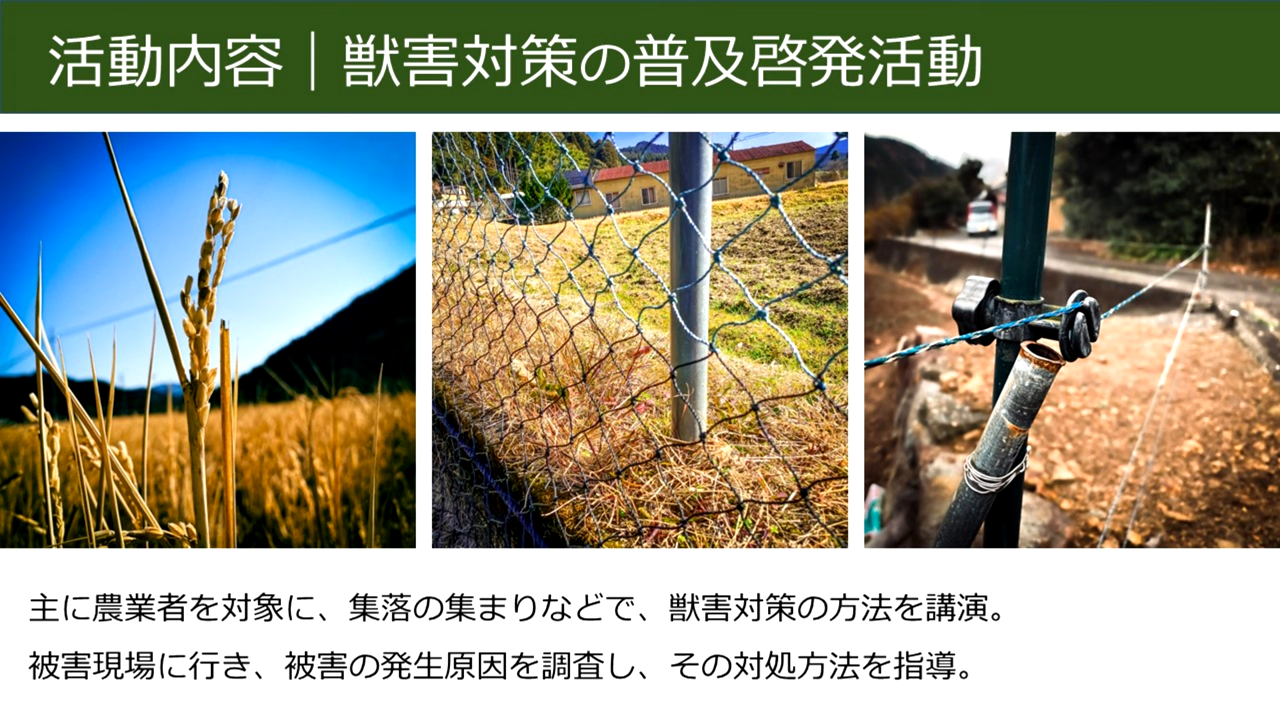 活動内容｜獣害対策の普及啓発活動
主に農業者を対象に、集落の集まりなどで、獣害対策の方法を講演。
被害現場に行き、被害の発生原因を調査し、その対処方法を指導。